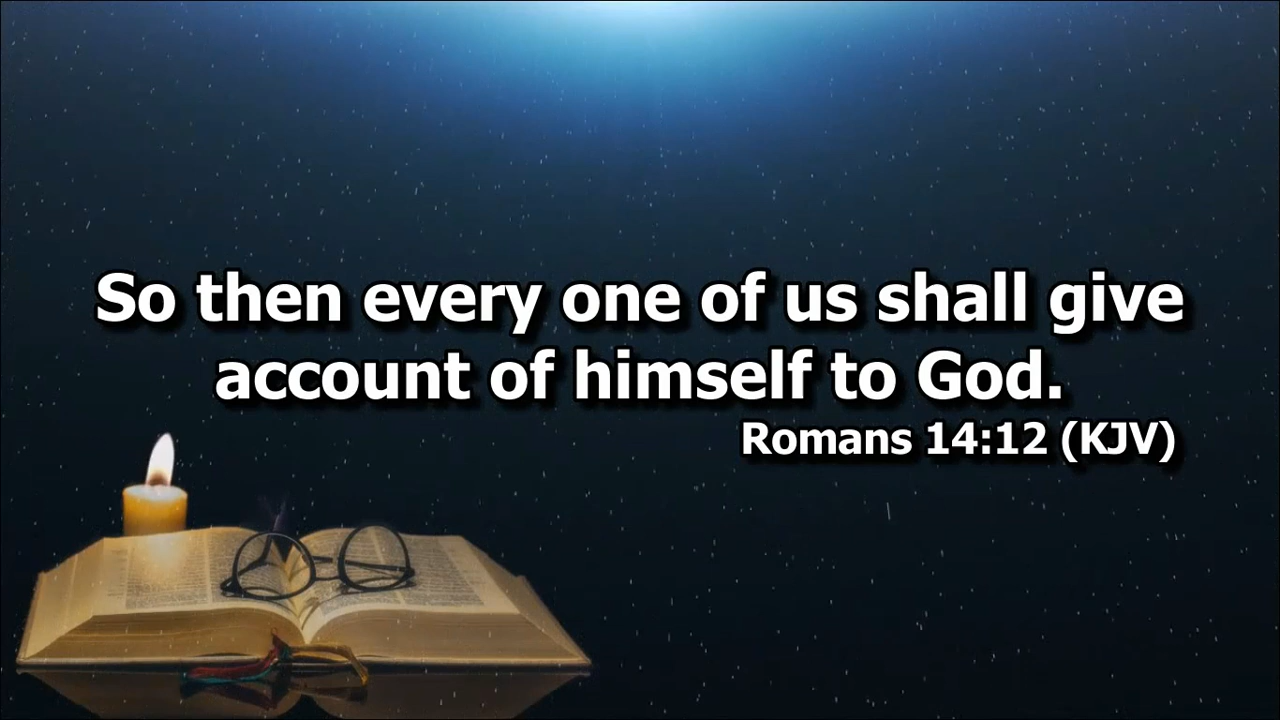 So then every one of us shall give
account of himself to God.
Romans 14:12 (KJV)